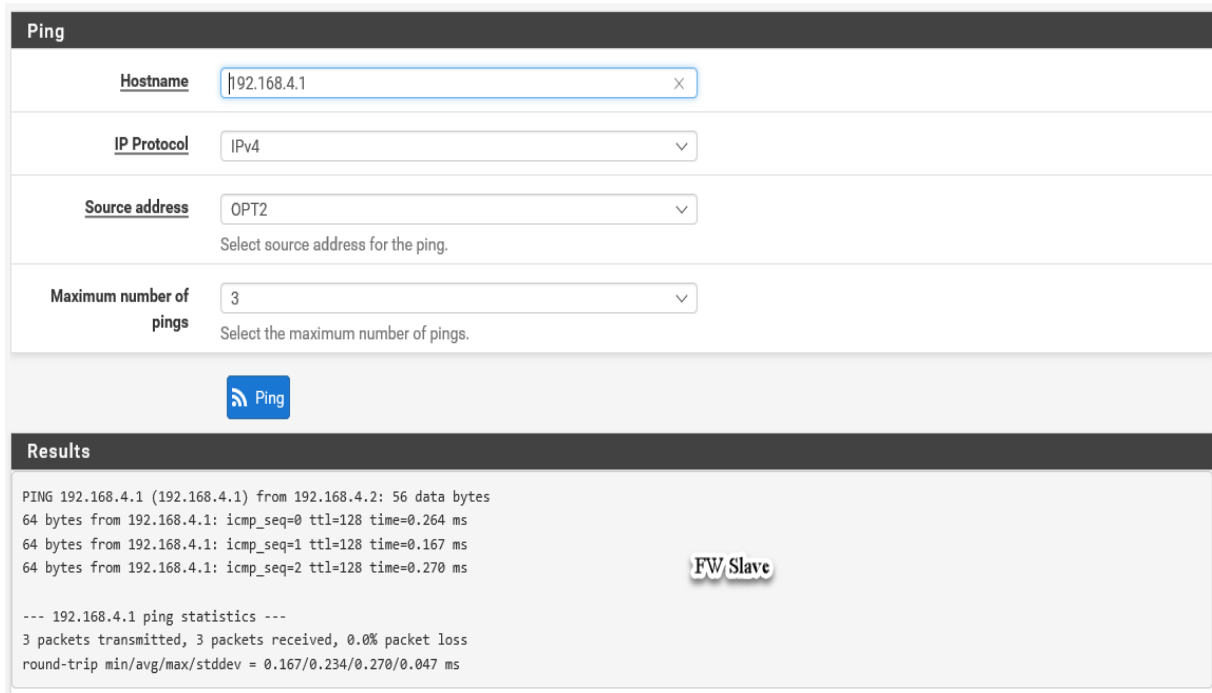 Ping
Hostname
192.168.4.1
IP Protocol
IPv4
Source address
OPT2
Select source address for the ping.
Maximum number of
pings
3
Select the maximum number of pings.
Ping
Results
PING 192.168.4.1 (192.168.4.1) from 192.168.4.2: 56 data bytes
64 bytes from 192.168.4.1: icmp_seq=0 ttl=128 time=0.264 ms
64 bytes from 192.168.4.1: icmp_seq=1 ttl=128 time=0.167 ms
64 bytes from 192.168.4.1: icmp_seq=2 ttl=128 time=0.270 ms
FW Slave
--- 192.168.4.1 ping statistics ---
3 packets transmitted, 3 packets received, 0.0% packet loss
round-trip min/avg/max/stddev = 0.167/0.234/0.270/0.047 ms